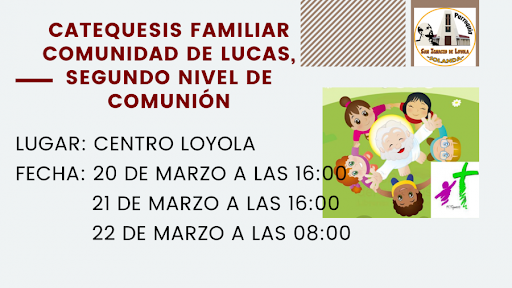 CATEQUESIS FAMILIAR
COMUNIDAD DE LUCAS,
SEGUNDO NIVEL DE
COMUNIÓN
Parroquia
San Ignacio de Loyola
SOLANDA
LUGAR: CENTRO LOYOLA
FECHA: 20 DE MARZO A LAS 16:00
21 DE MARZO A LAS 16:00
22 DE MARZO A LAS 08:00